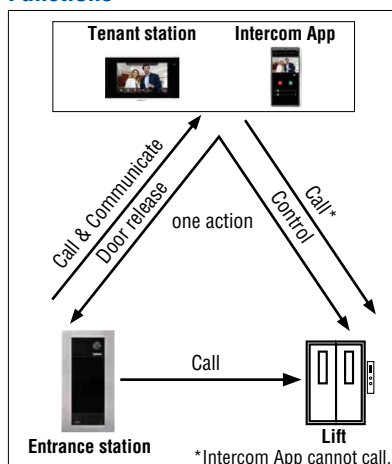 Functions
Tenant station
Intercom App
Call & Communicate
Door release
one action
Control
Call*
Call
Entrance station
Lift
*Intercom App cannot call.